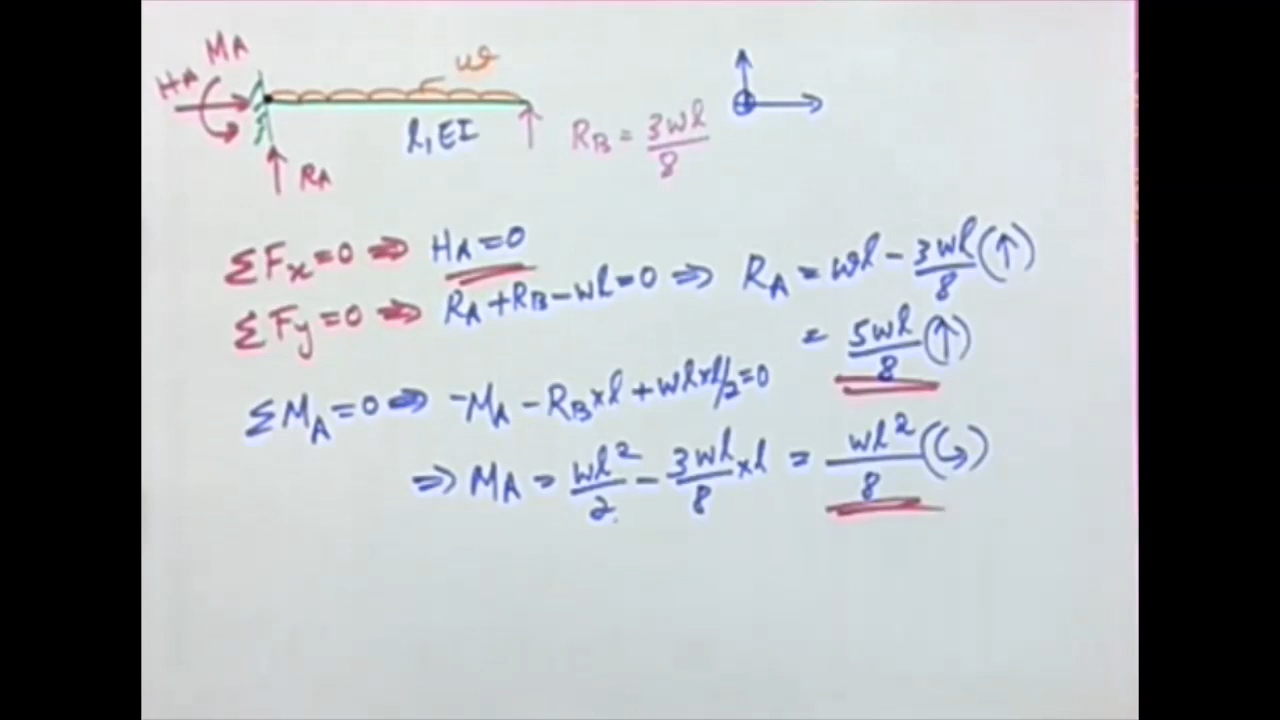 MA
HA
w
l, EI
RB = 3wl/8
RA
ΣFx=0 ⇒ HA=0
ΣFy=0 ⇒ RA+RB-wl=0 ⇒ RA = wl - 3wl/8 (↑)
= 5wl/8 (↑)
ΣMA=0 ⇒ -MA - RB×l + wl×l/2=0
⇒ MA = wl²/2 - 3wl/8 ×l = wl²/8 (↺)